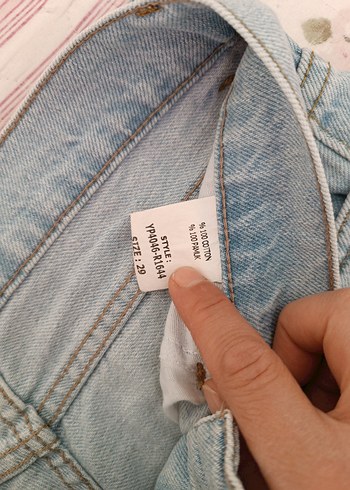 % 100 COTTON
% 100 PAMUK
STYLE :
YP4046-R1644
SIZE : 29